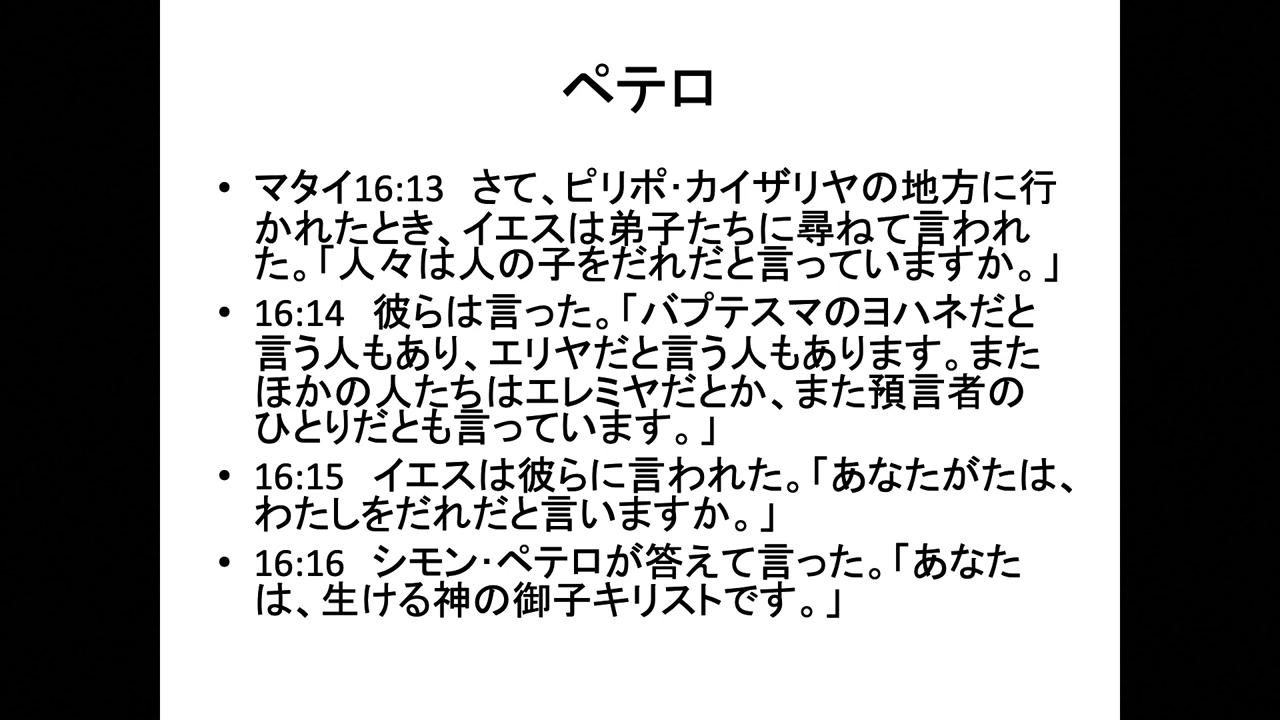 ペテロ
• マタイ16:13　さて、ピリポ･カイザリヤの地方に行
かれたとき、イエスは弟子たちに尋ねて言われ
た。「人々は人の子をだれだと言っていますか。」
• 16:14　彼らは言った。「バプテスマのヨハネだと
言う人もあり、エリヤだと言う人もあります。また
ほかの人たちはエレミヤだとか、また預言者の
ひとりだとも言っています。」
• 16:15　イエスは彼らに言われた。「あなたがたは、
わたしをだれだと言いますか。」
• 16:16　シモン･ペテロが答えて言った。「あなた
は、生ける神の御子キリストです。」